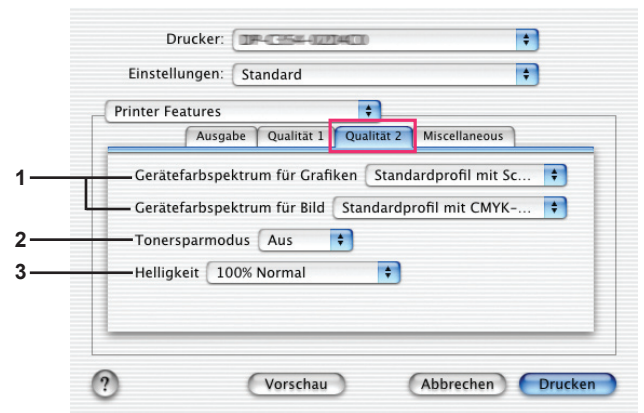 Drucker:
Einstellungen: Standard
Printer Features
Ausgabe Qualität 1 Qualität 2 Miscellaneous
1 Gerätefarbspektrum für Grafiken Standardprofil mit Sc...
Gerätefarbspektrum für Bild Standardprofil mit CMYK-...
2 Tonersparmodus Aus
3 Helligkeit 100% Normal
? Vorschau Abbrechen Drucken